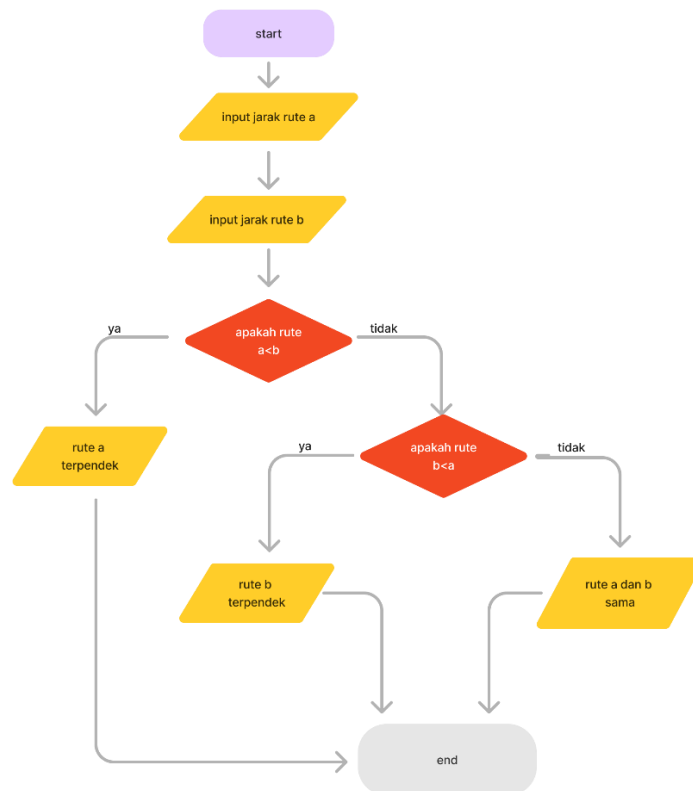 start
input jarak rute a
input jarak rute b
apakah rute
a<b
ya
tidak
rute a
terpendek
apakah rute
b<a
ya
tidak
rute b
terpendek
rute a dan b
sama
end